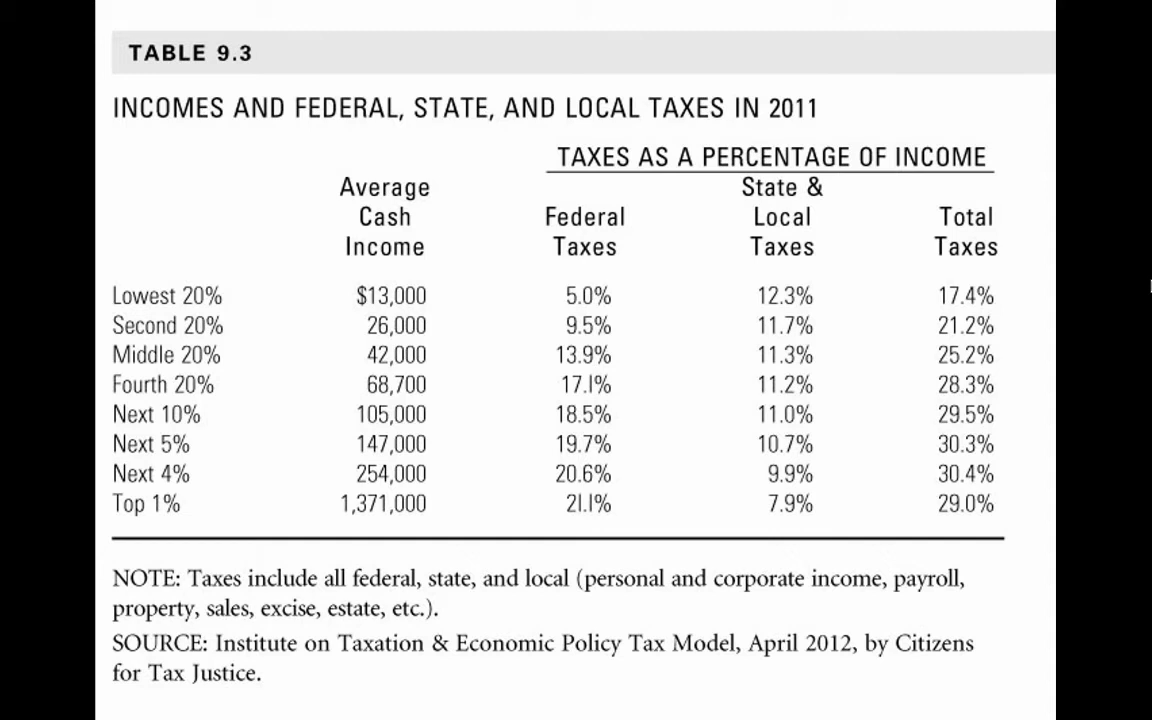 TABLE 9.3
INCOMES AND FEDERAL, STATE, AND LOCAL TAXES IN 2011
TAXES AS A PERCENTAGE OF INCOME
Average State &
Cash Federal Local Total
Income Taxes Taxes Taxes
Lowest 20% $13,000 5.0% 12.3% 17.4%
Second 20% 26,000 9.5% 11.7% 21.2%
Middle 20% 42,000 13.9% 11.3% 25.2%
Fourth 20% 68,700 17.1% 11.2% 28.3%
Next 10% 105,000 18.5% 11.0% 29.5%
Next 5% 147,000 19.7% 10.7% 30.3%
Next 4% 254,000 20.6% 9.9% 30.4%
Top 1% 1,371,000 21.1% 7.9% 29.0%
NOTE: Taxes include all federal, state, and local (personal and corporate income, payroll,
property, sales, excise, estate, etc.).
SOURCE: Institute on Taxation & Economic Policy Tax Model, April 2012, by Citizens
for Tax Justice.